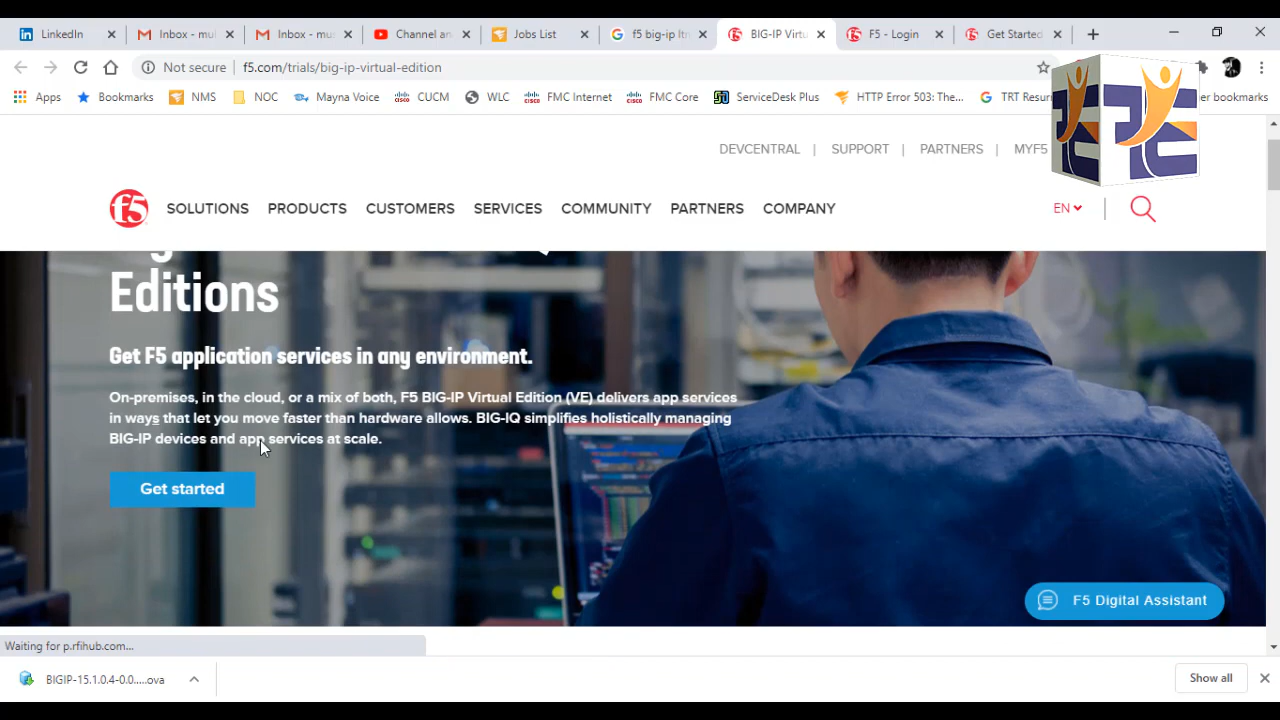 LinkedIn
Inbox - mul
Inbox - mus
Channel an
Jobs List
f5 big-ip ltm
BIG-IP Virtu
F5 - Login
Get Started
Not secure | f5.com/trials/big-ip-virtual-edition
Apps Bookmarks NMS NOC Mayna Voice CUCM WLC FMC Internet FMC Core ServiceDesk Plus HTTP Error 503: The... TRT Resur er bookmarks
DEVCENTRAL | SUPPORT | PARTNERS | MYF5
f5 SOLUTIONS PRODUCTS CUSTOMERS SERVICES COMMUNITY PARTNERS COMPANY EN
Editions
Get F5 application services in any environment.
On-premises, in the cloud, or a mix of both, F5 BIG-IP Virtual Edition (VE) delivers app services
in ways that let you move faster than hardware allows. BIG-IQ simplifies holistically managing
BIG-IP devices and app services at scale.
Get started
F5 Digital Assistant
Waiting for p.rfihub.com...
BIGIP-15.1.0.4-0.0.....ova
Show all